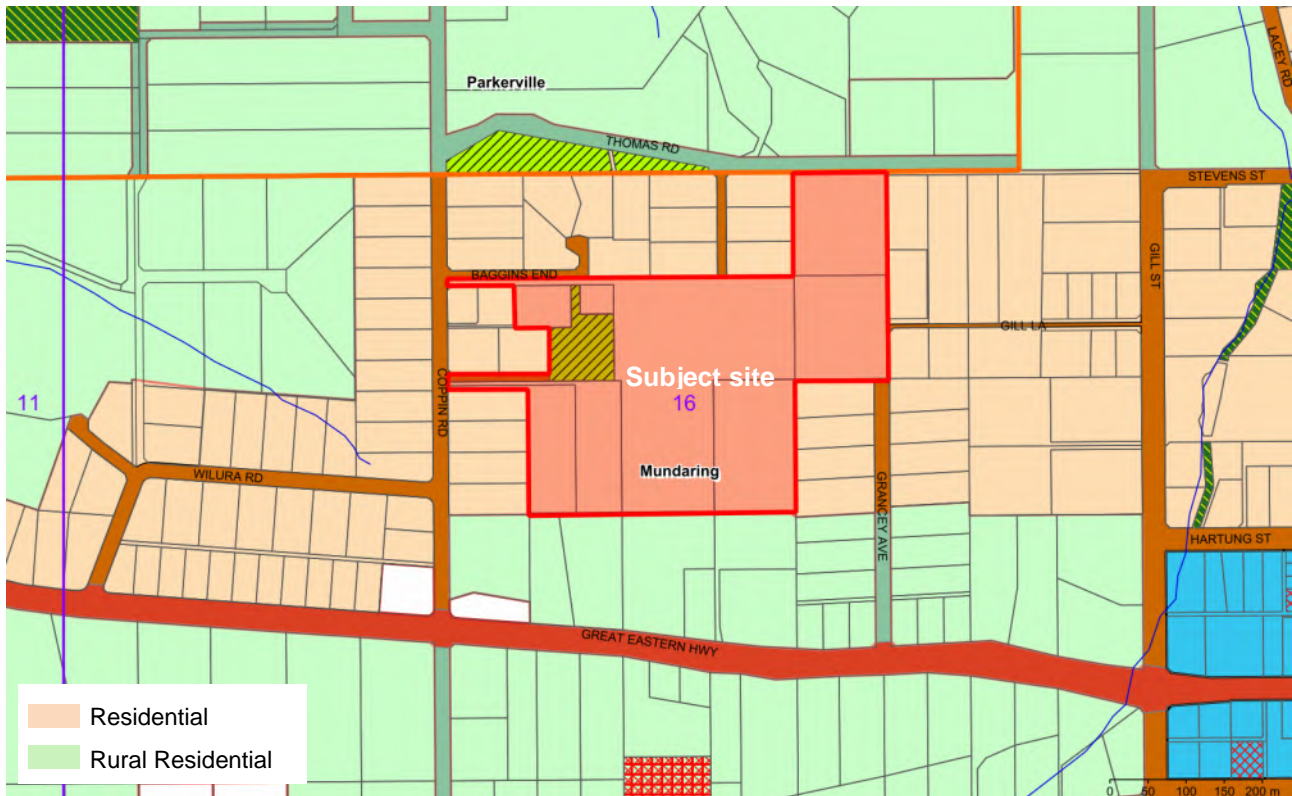 LACEY RD
Parkerville
THOMAS RD
STEVENS ST
BAGGINS END
GILL ST
GILL LA
COPPIN RD
Subject site
11
16
Mundaring
WILURA RD
GRANCEY AVE
HARTUNG ST
GREAT EASTERN HWY
Residential
Rural Residential
0 50 100 150 200 m